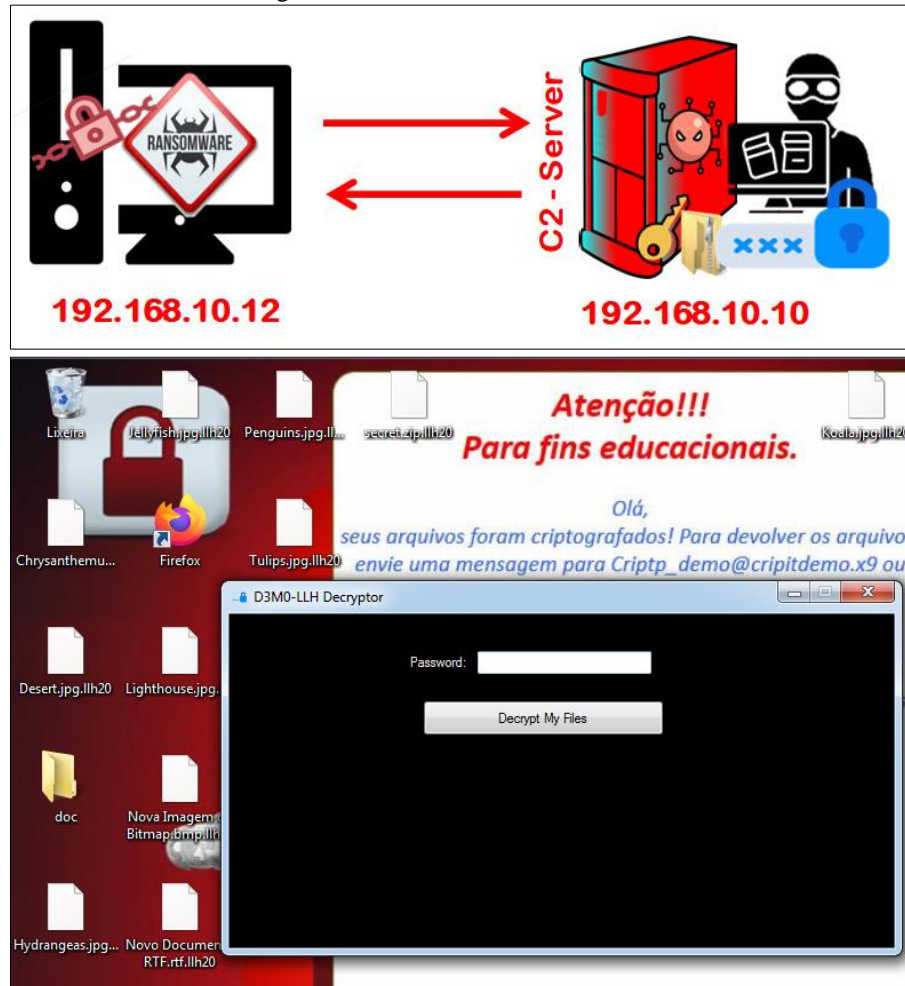 RANSOMWARE
C2 - Server
×××
192.168.10.12
192.168.10.10
Lixeira
Jellyfish.jpg.llh20
Penguins.jpg.ll...
secret.zip.llh20
Koala.jpg.llh20
Atenção!!!
Para fins educacionais.
Olá,
seus arquivos foram criptografados! Para devolver os arquivo
envie uma mensagem para Criptp_demo@cripitdemo.x9 ou
Chrysanthemu...
Firefox
Tulips.jpg.llh20
D3M0-LLH Decryptor
Password:
Decrypt My Files
Desert.jpg.llh20
Lighthouse.jpg.
doc
Nova Imagem
Bitmap.bmp.llh
Hydrangeas.jpg...
Novo Documen
RTF.rtf.llh20